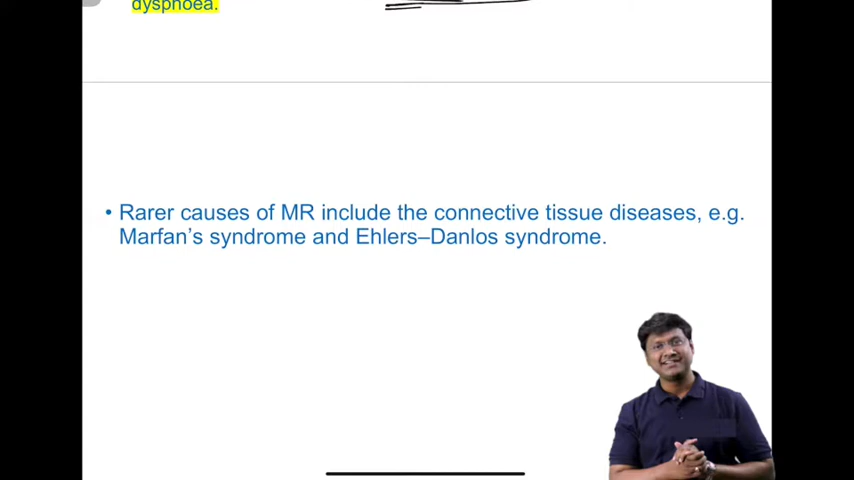 dysphoea.
• Rarer causes of MR include the connective tissue diseases, e.g.
Marfan’s syndrome and Ehlers–Danlos syndrome.